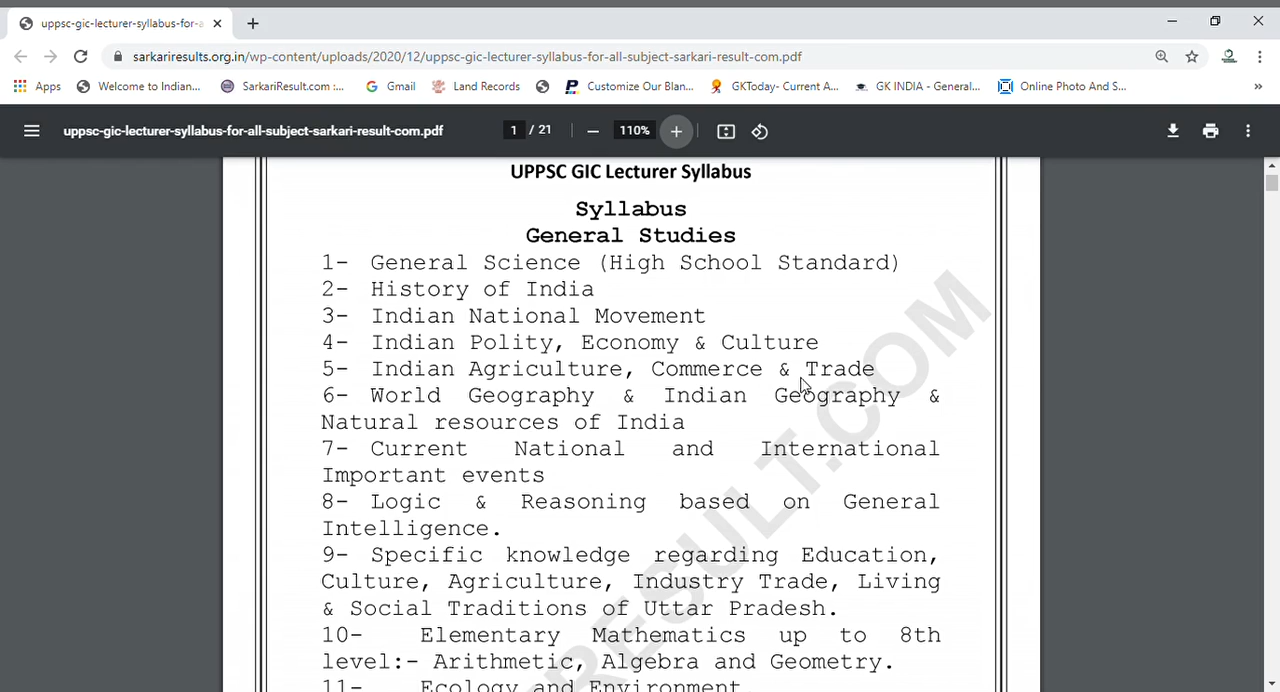 uppsc-gic-lecturer-syllabus-for-a
sarkariresults.org.in/wp-content/uploads/2020/12/uppsc-gic-lecturer-syllabus-for-all-subject-sarkari-result-com.pdf
Apps Welcome to Indian... SarkariResult.com :... Gmail Land Records Customize Our Blan... GKToday- Current A... GK INDIA - General... Online Photo And S... »
uppsc-gic-lecturer-syllabus-for-all-subject-sarkari-result-com.pdf 1 / 21 — 110% +
UPPSC GIC Lecturer Syllabus
Syllabus
General Studies
1- General Science (High School Standard)
2- History of India
3- Indian National Movement
4- Indian Polity, Economy & Culture
5- Indian Agriculture, Commerce & Trade
6- World Geography & Indian Geography &
Natural resources of India
7- Current National and International
Important events
8- Logic & Reasoning based on General
Intelligence.
9- Specific knowledge regarding Education,
Culture, Agriculture, Industry Trade, Living
& Social Traditions of Uttar Pradesh.
10- Elementary Mathematics up to 8th
level:- Arithmetic, Algebra and Geometry.
11- Ecology and Environment.
TRESULT.COM